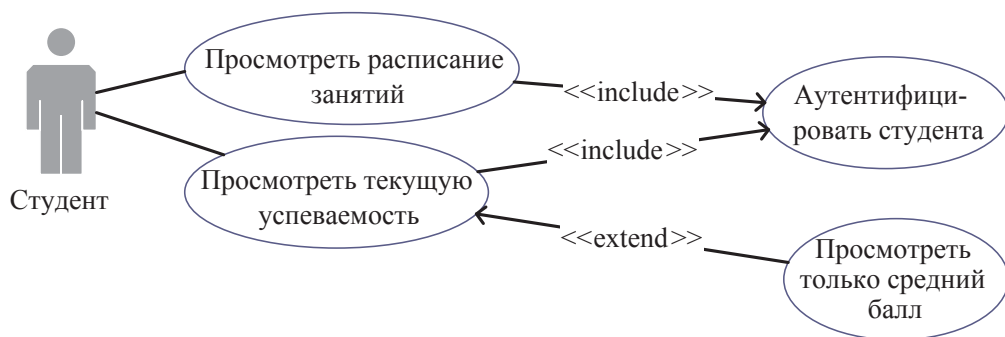 Просмотреть расписание
занятий
<<include>>
Аутентифици-
ровать студента
<<include>>
Студент
Просмотреть текущую
успеваемость
<<extend>>
Просмотреть
только средний
балл